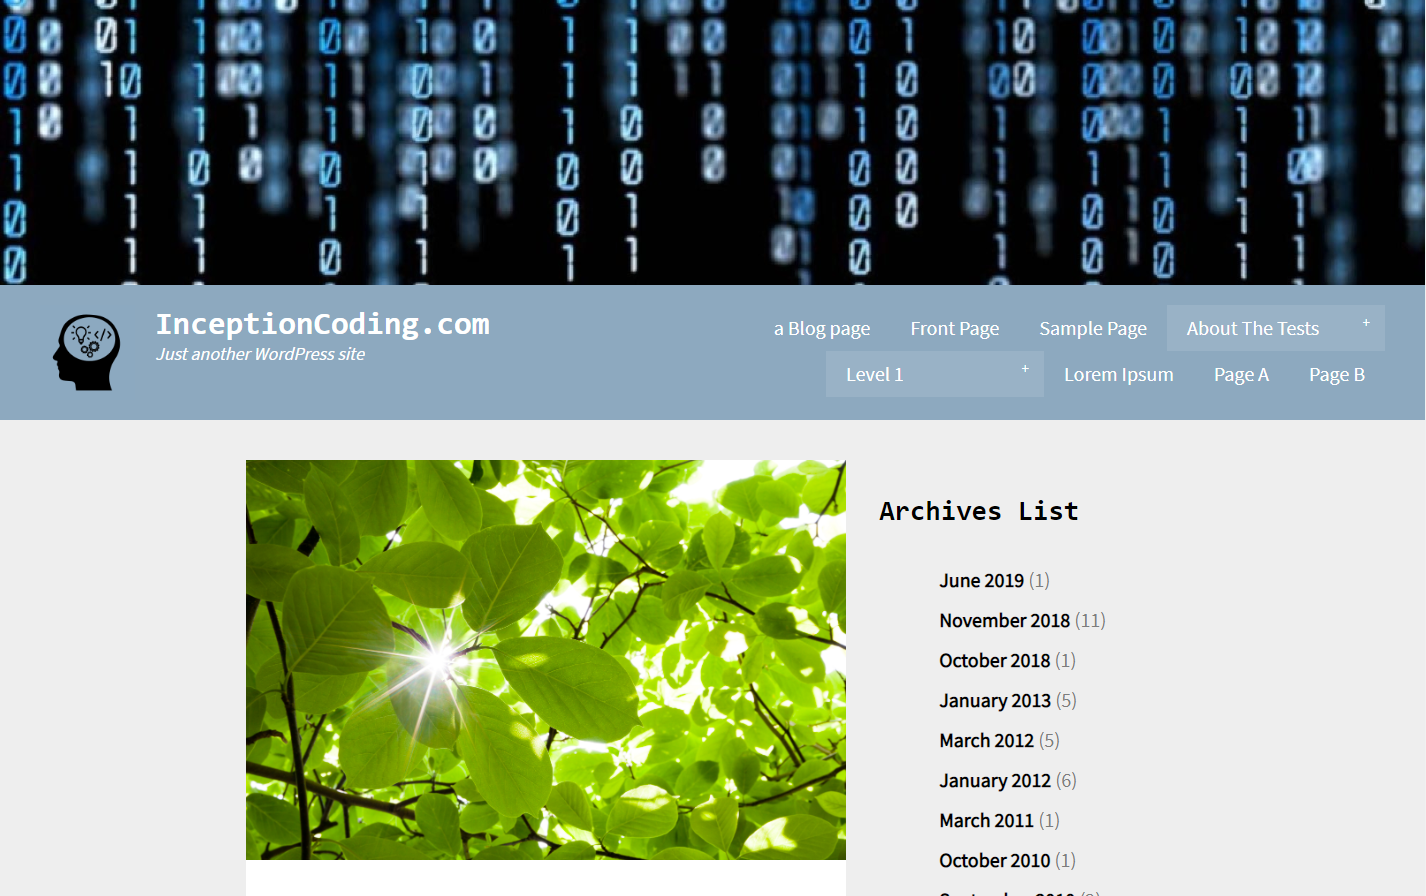 InceptionCoding.com
Just another WordPress site
a Blog page Front Page Sample Page About The Tests +
Level 1 + Lorem Ipsum Page A Page B
Archives List
June 2019 (1)
November 2018 (11)
October 2018 (1)
January 2013 (5)
March 2012 (5)
January 2012 (6)
March 2011 (1)
October 2010 (1)